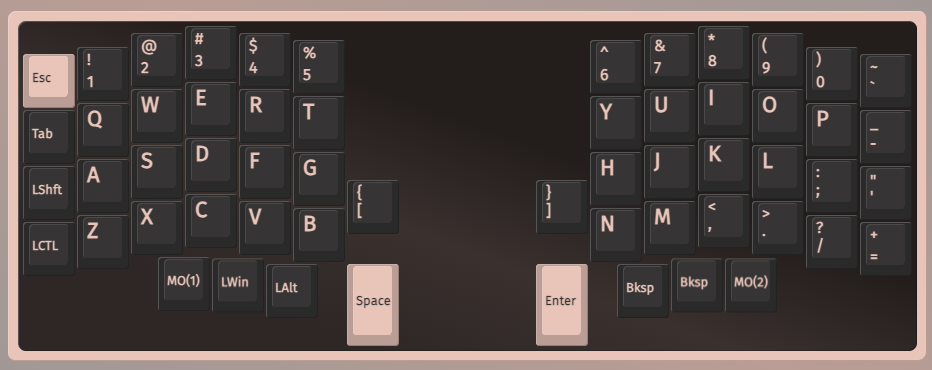 ! @ # $ % ^ & * ( )
Esc 1 2 3 4 5 6 7 8 9 0 ~ `
Tab Q W E R T Y U I O P _ -
LShft A S D F G H J K L : ; " '
LCTL Z X C V B { [ } ] N M < , > . ? / + =
MO(1) LWin LAlt Space Enter Bksp Bksp MO(2)